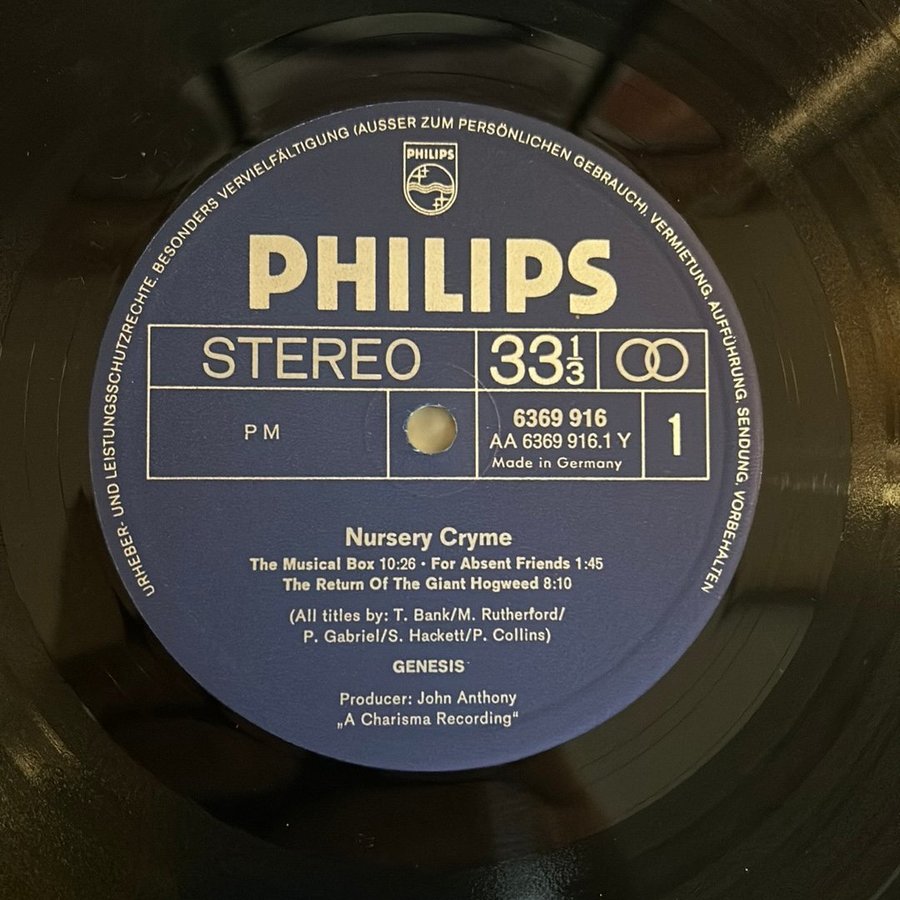 URHEBER- UND LEISTUNGSSCHUTZRECHTE. BESONDERS VERVIELFÄLTIGUNG (AUSSER ZUM PERSÖNLICHEN GEBRAUCH), VERMIETUNG, AUFFÜHRUNG, SENDUNG, VORBEHALTEN
PHILIPS
PHILIPS
STEREO 33 1/3
PM 6369 916 1
AA 6369 916.1 Y
Made in Germany
Nursery Cryme
The Musical Box 10:26 · For Absent Friends 1:45
The Return Of The Giant Hogweed 8:10
(All titles by: T. Bank/M. Rutherford/
P. Gabriel/S. Hackett/P. Collins)
GENESIS
Producer: John Anthony
„A Charisma Recording“